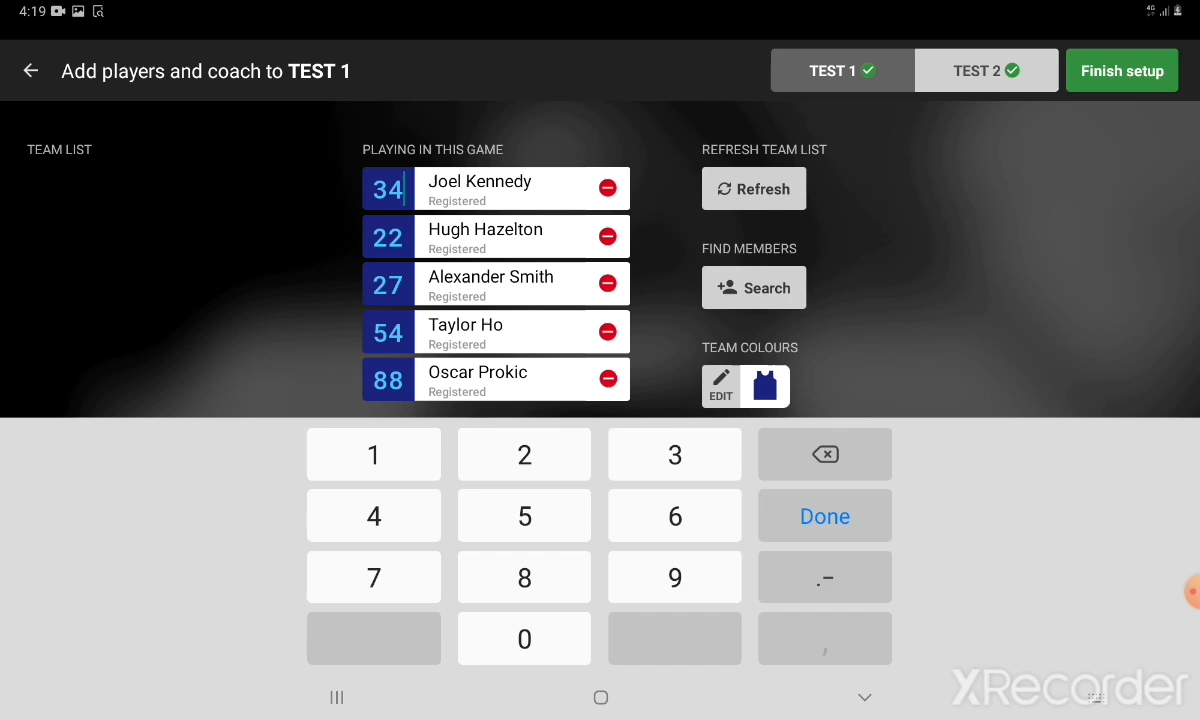 4:19
4G
Add players and coach to TEST 1
TEST 1
TEST 2
Finish setup
TEAM LIST
PLAYING IN THIS GAME
REFRESH TEAM LIST
34
Joel Kennedy
Registered
Refresh
22
Hugh Hazelton
Registered
FIND MEMBERS
27
Alexander Smith
Registered
Search
54
Taylor Ho
Registered
TEAM COLOURS
88
Oscar Prokic
Registered
EDIT
1
2
3
4
5
6
Done
7
8
9
.-
0
,
XRecorder